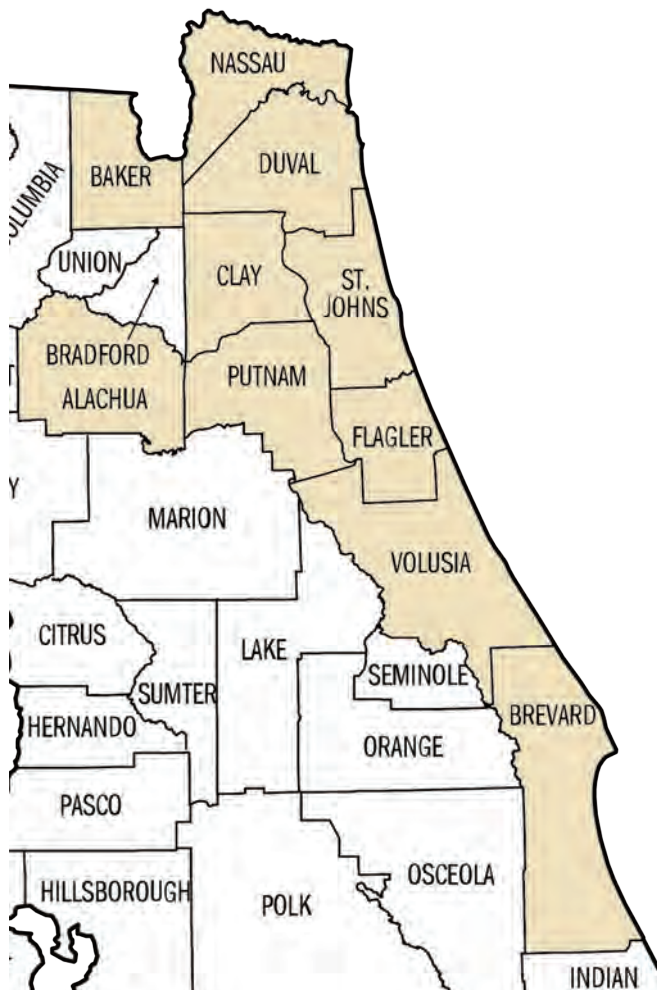 NASSAU
DUVAL
BAKER
OLUMBIA
UNION
CLAY
ST.
JOHNS
BRADFORD
ALACHUA
PUTNAM
FLAGLER
Y
MARION
VOLUSIA
CITRUS
LAKE
SUMTER
SEMINOLE
BREVARD
HERNANDO
ORANGE
PASCO
HILLSBOROUGH
POLK
OSCEOLA
INDIAN